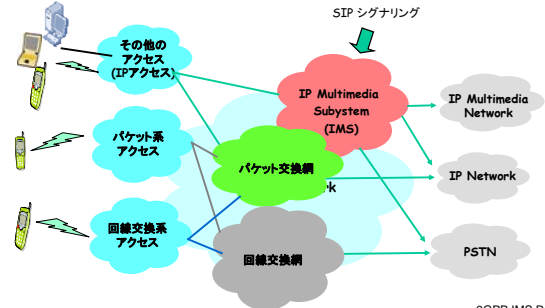 SIP シグナリング
その他の
アクセス
(IPアクセス)
IP Multimedia
Subystem
(IMS)
IP Multimedia
Network
パケット系
アクセス
パケット交換網
IP Network
回線交換系
アクセス
回線交換網
PSTN